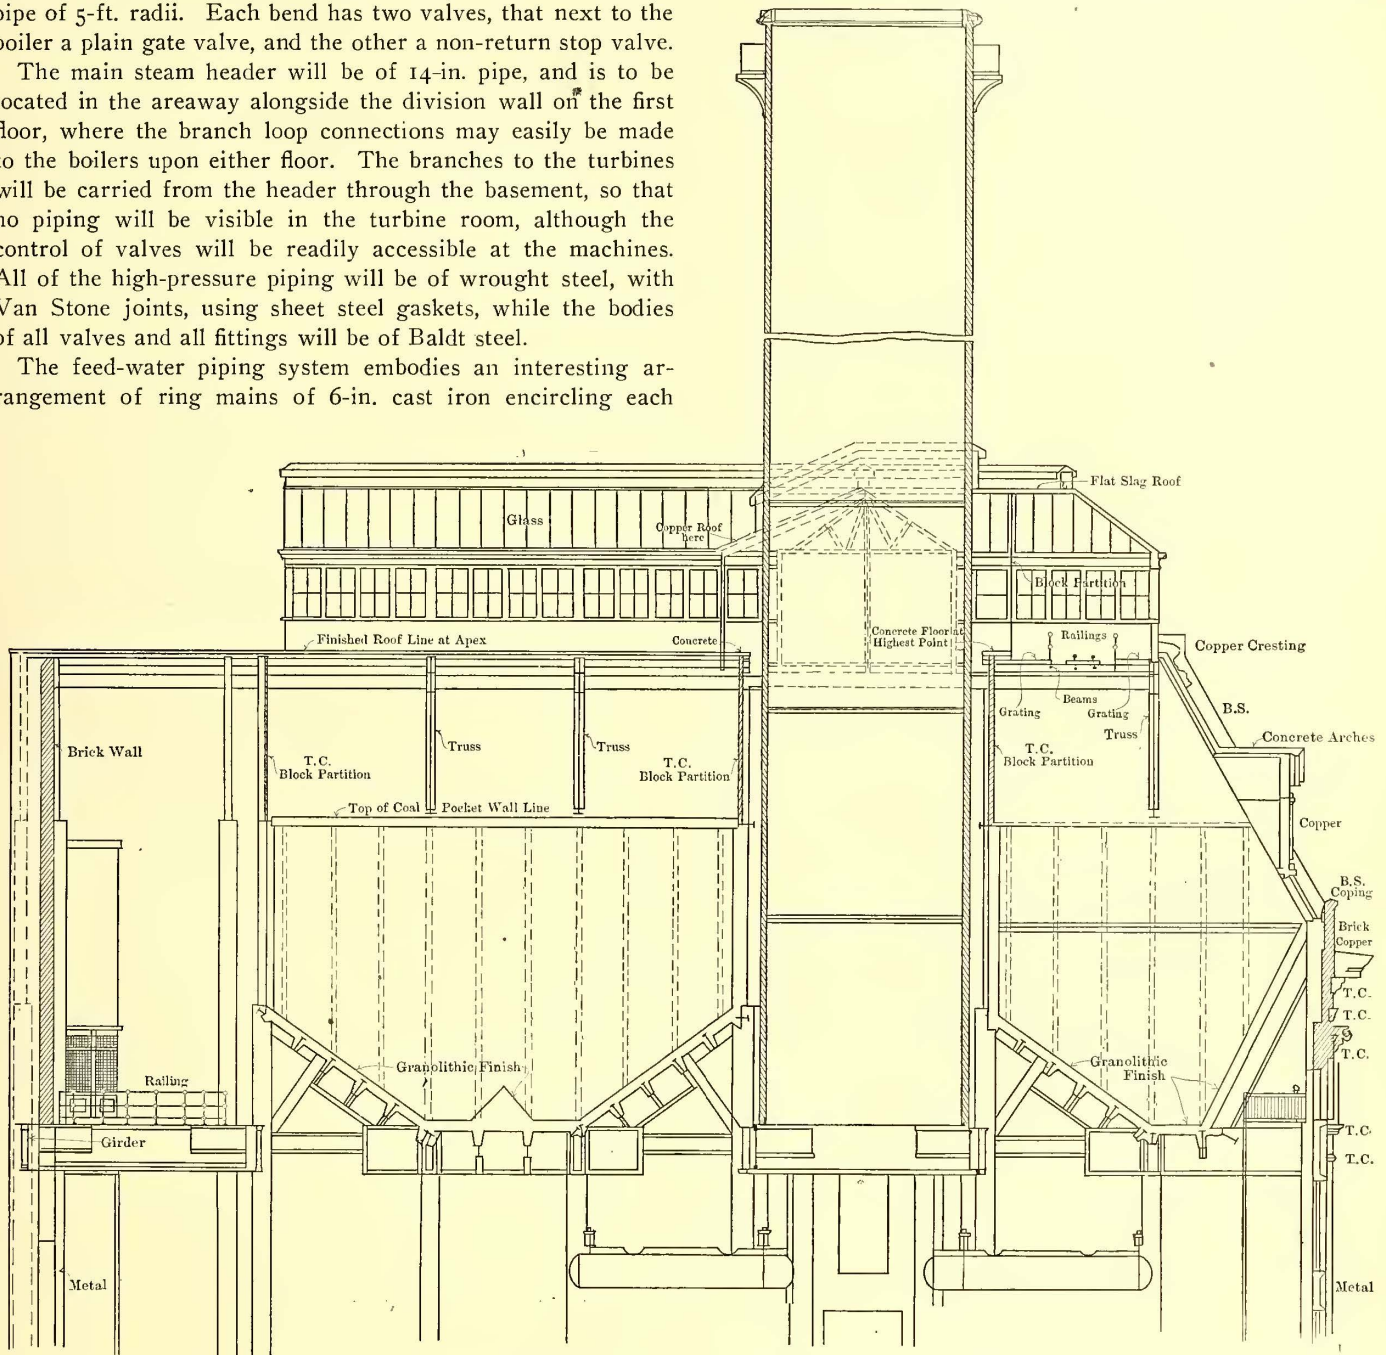 pipe of 5-ft. radii. Each bend has two valves, that next to the
boiler a plain gate valve, and the other a non-return stop valve.
The main steam header will be of 14-in. pipe, and is to be
located in the areaway alongside the division wall on the first
floor, where the branch loop connections may easily be made
to the boilers upon either floor. The branches to the turbines
will be carried from the header through the basement, so that
no piping will be visible in the turbine room, although the
control of valves will be readily accessible at the machines.
All of the high-pressure piping will be of wrought steel, with
Van Stone joints, using sheet steel gaskets, while the bodies
of all valves and all fittings will be of Baldt steel.
The feed-water piping system embodies an interesting ar-
rangement of ring mains of 6-in. cast iron encircling each
Flat Slag Roof
Glass
Copper Roof
here
Block Partition
Finished Roof Line at Apex
Concrete
Concrete Floor at
Highest Point
Railings
Copper Cresting
Beams
Grating
Grating
B.S.
Truss
Concrete Arches
Brick Wall
Truss
Truss
T.C.
Block Partition
T.C.
Block Partition
T.C.
Block Partition
Top of Coal Pocket Wall Line
Copper
B.S.
Coping
Brick
Copper
T.C.
T.C.
T.C.
Granolithic Finish
Granolithic
Finish
Railing
Girder
T.C.
T.C.
Metal
Metal